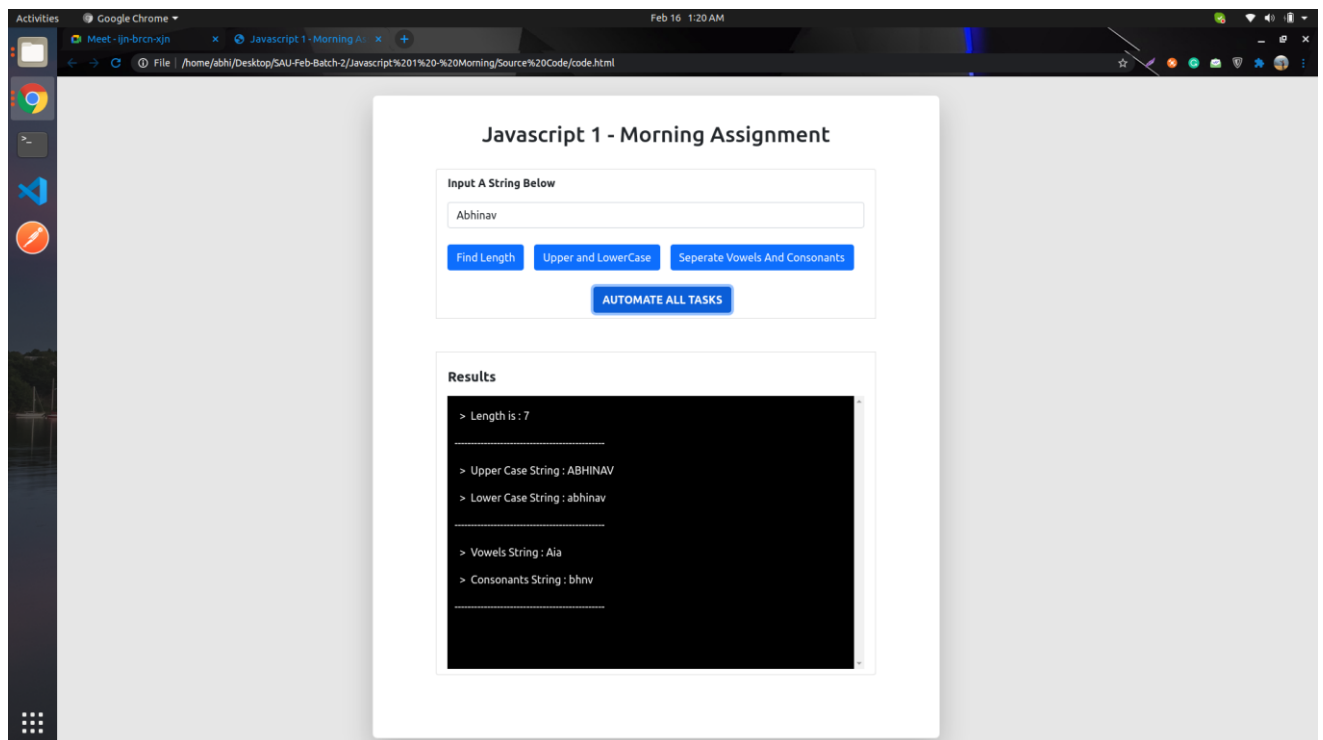 Activities Google Chrome Feb 16 1:20 AM
Meet - ijn-brcn-xjn Javascript 1 - Morning As
File /home/abhi/Desktop/SAU-Feb-Batch-2/Javascript%201%20-%20Morning/Source%20Code/code.html
Javascript 1 - Morning Assignment
Input A String Below
Abhinav
Find Length Upper and LowerCase Seperate Vowels And Consonants
AUTOMATE ALL TASKS
Results
> Length is : 7
----------------------------------------------
> Upper Case String : ABHINAV
> Lower Case String : abhinav
----------------------------------------------
> Vowels String : Aia
> Consonants String : bhnv
----------------------------------------------